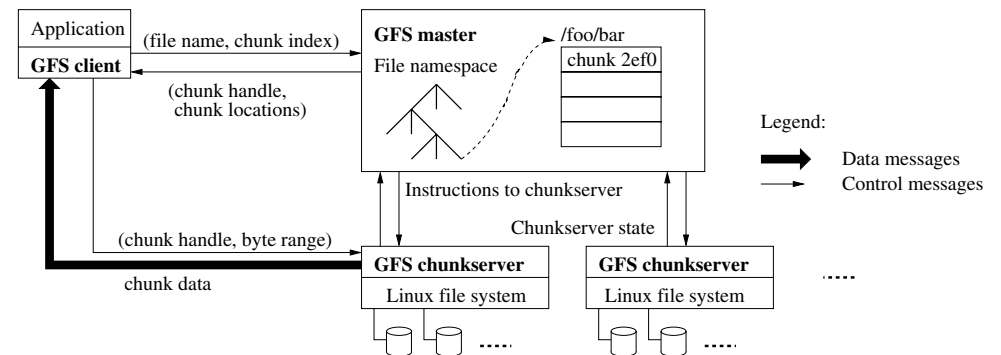 Application
GFS client
(file name, chunk index)
(chunk handle,
chunk locations)
GFS master
File namespace
/foo/bar
chunk 2ef0
Legend:
Data messages
Control messages
Instructions to chunkserver
Chunkserver state
(chunk handle, byte range)
chunk data
GFS chunkserver
Linux file system
GFS chunkserver
Linux file system